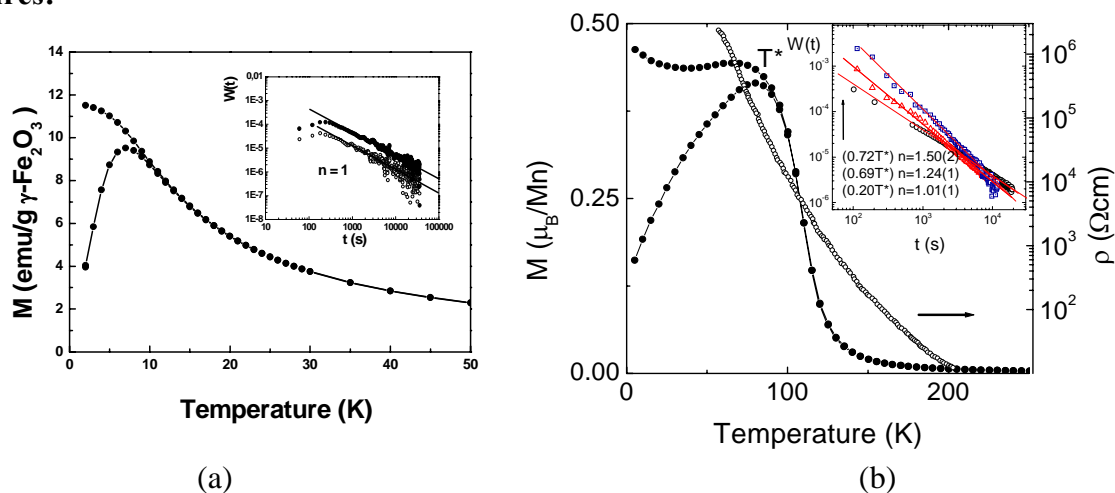 (a)
14
12
10
8
6
4
2
0
M (emu/g γ-Fe₂O₃)
0 10 20 30 40 50
Temperature (K)
W(t)
0,01
1E-3
1E-4
1E-5
1E-6
1E-7
1E-8
n = 1
10 100 1000 10000 100000
t (s)
(b)
0.50
0.25
0.00
M (μB/Mn)
T*
W(t)
10⁻³
10⁻⁴
10⁻⁵
10⁻⁶
(0.72T*) n=1.50(2)
(0.69T*) n=1.24(1)
(0.20T*) n=1.01(1)
10² 10³ 10⁴
t (s)
10⁶
10⁵
10⁴
10³
10²
ρ (Ωcm)
0 100 200
Temperature (K)